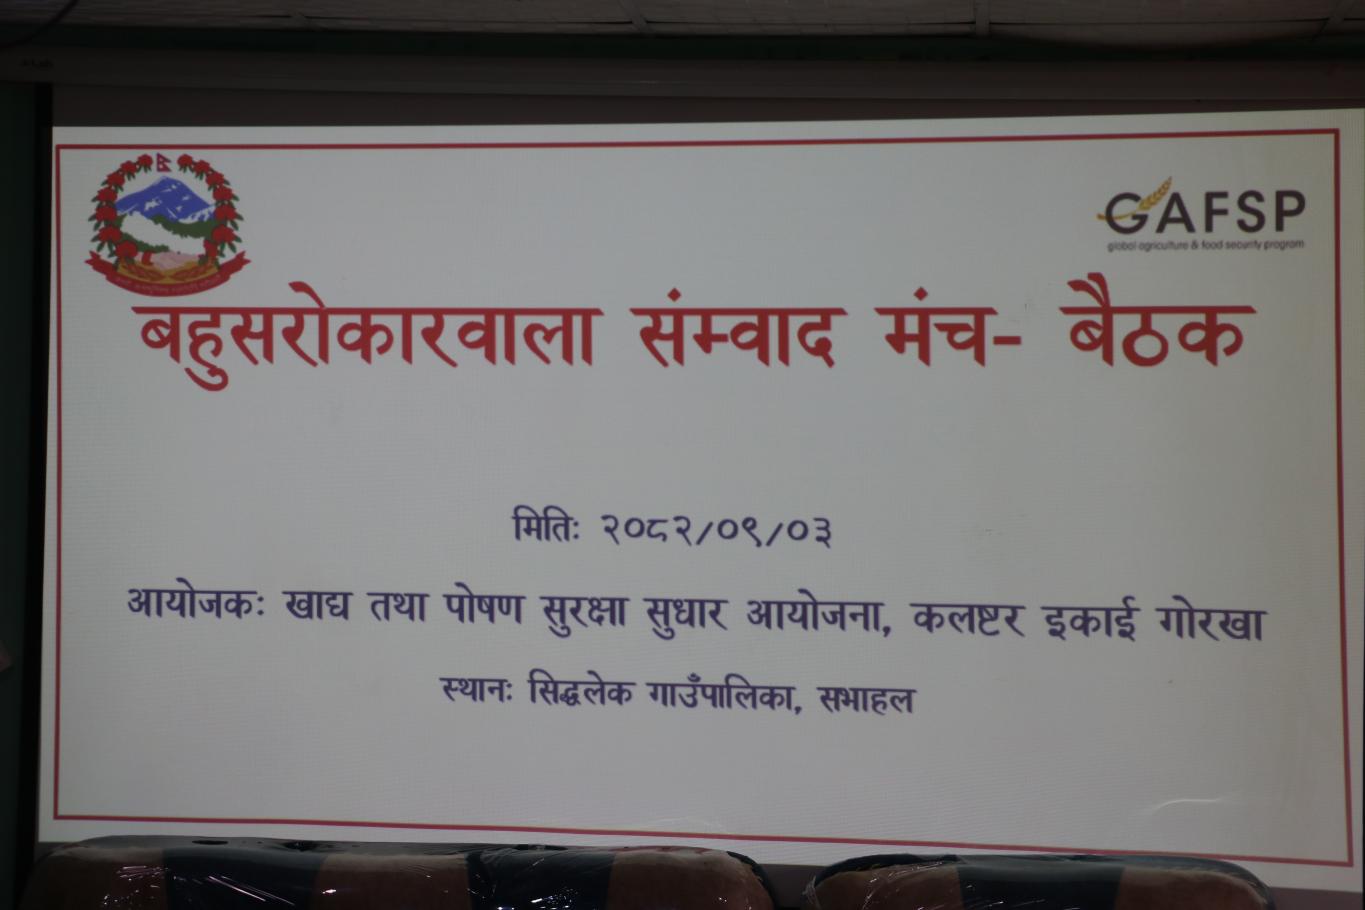 GAFSP
global agriculture & food security program
बहुसरोकारवाला संम्वाद मंच- बैठक
मितिः २०८२/०९/०३
आयोजकः खाद्य तथा पोषण सुरक्षा सुधार आयोजना, कलष्टर इकाई गोरखा
स्थानः सिद्धलेक गाउँपालिका, सभाहल